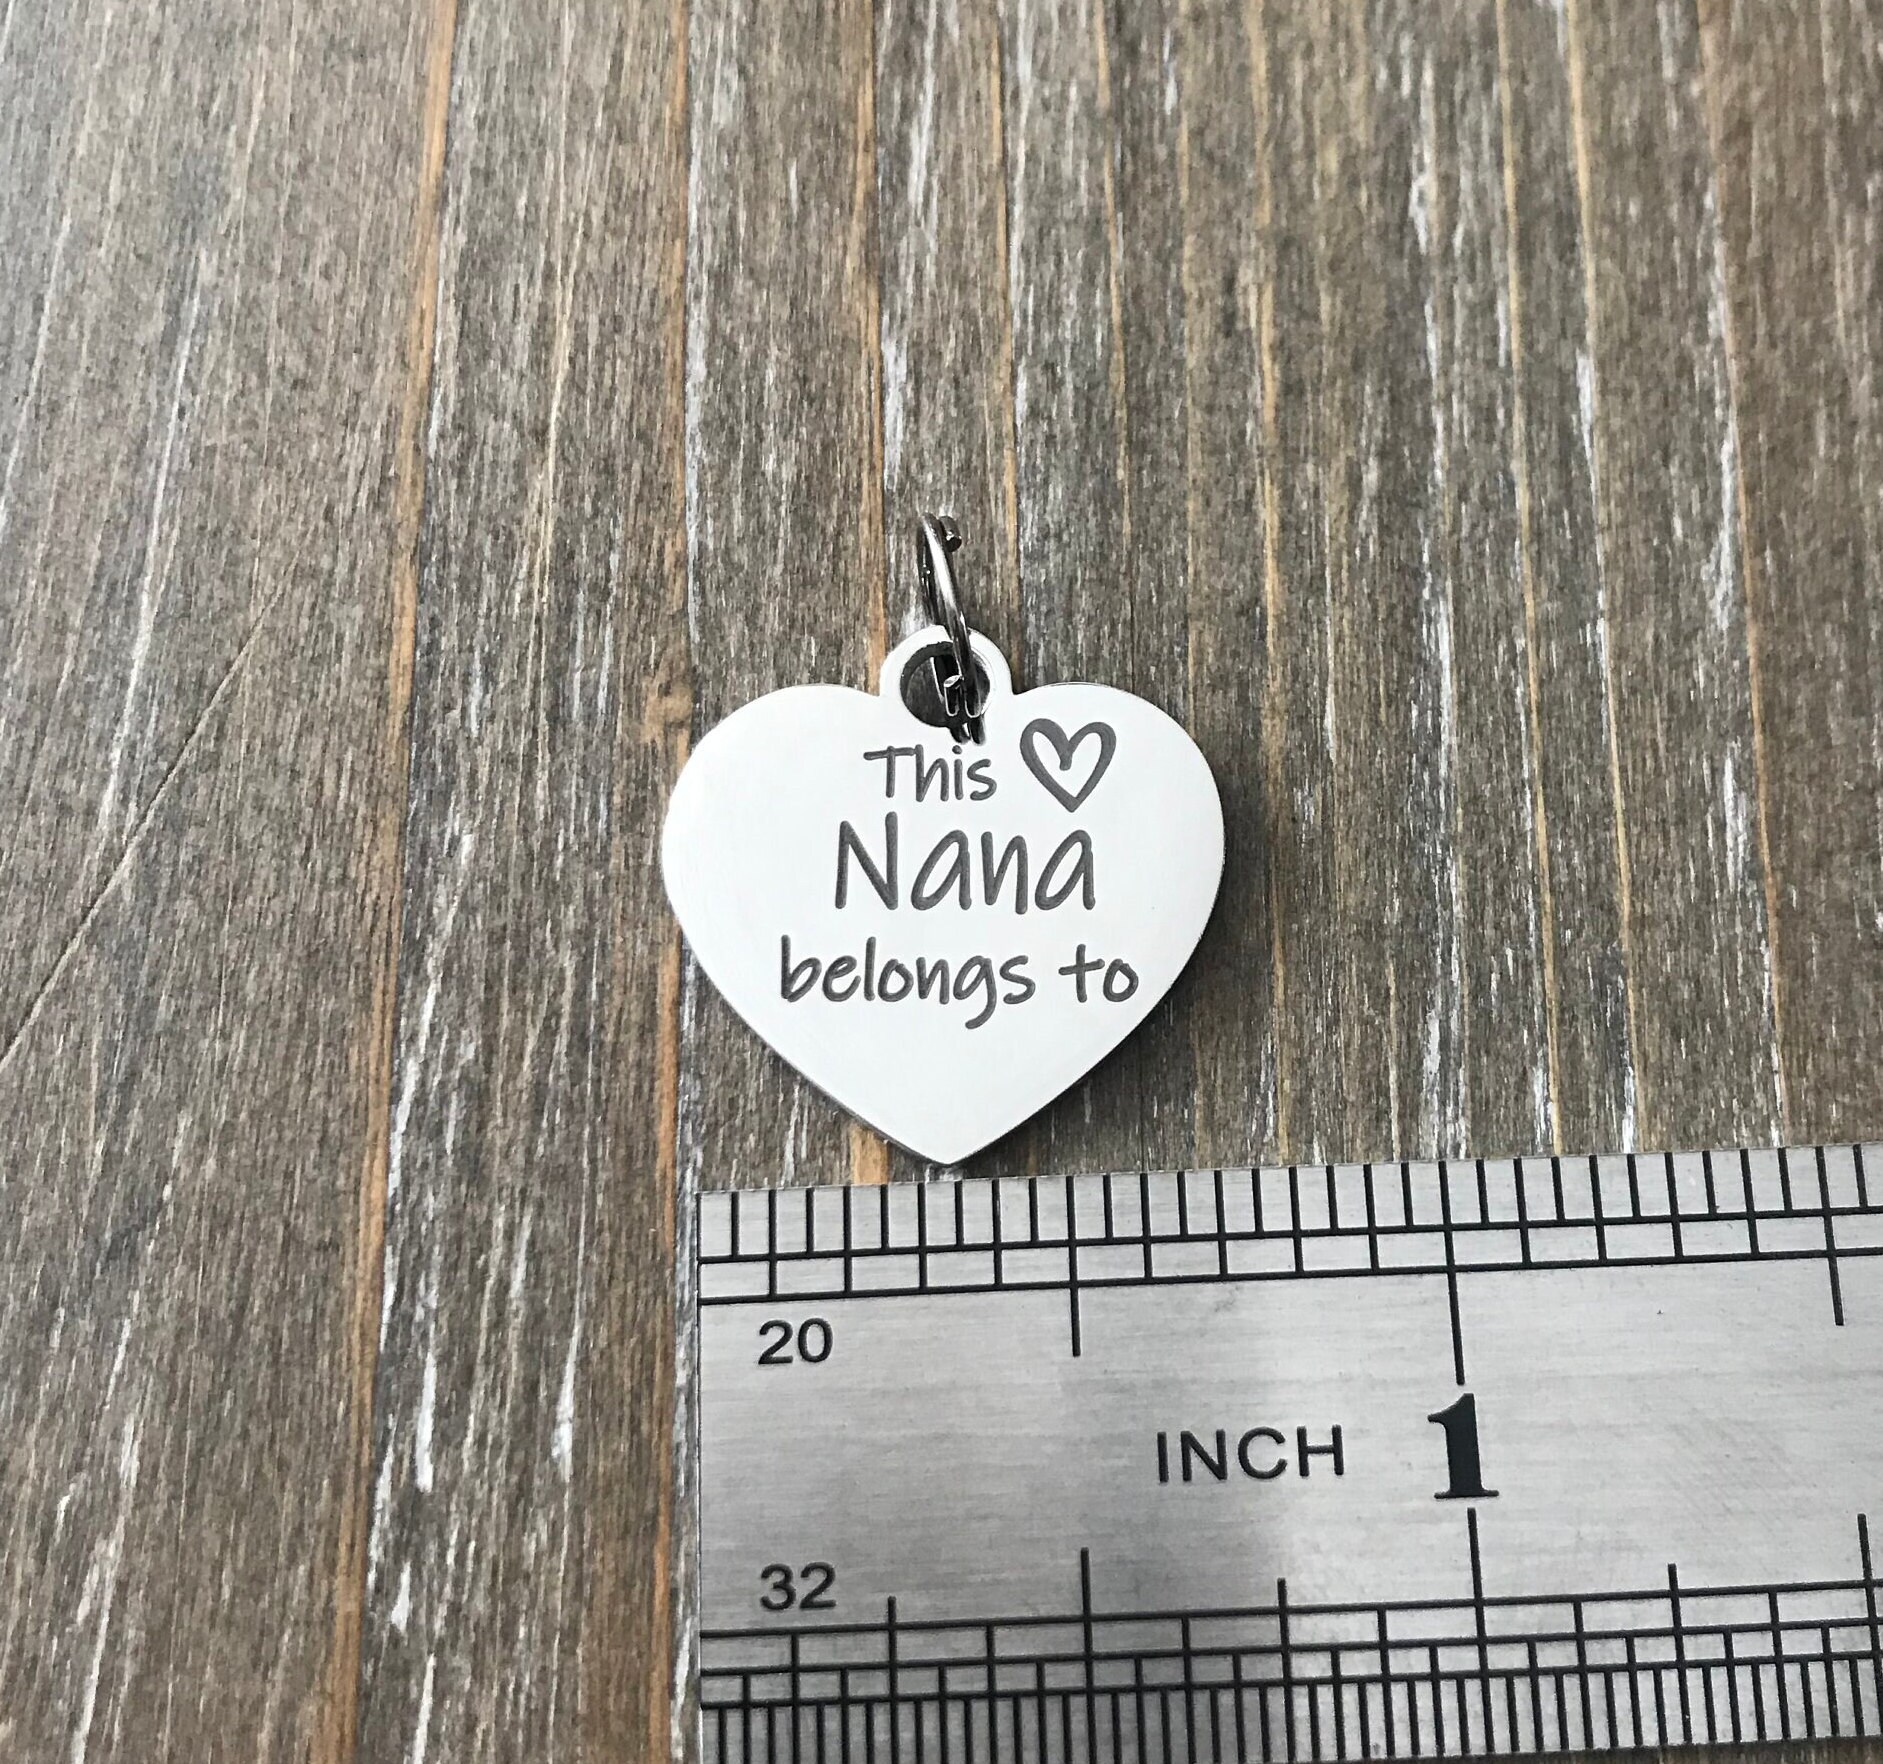 This
Nana
belongs to
20
INCH 1
32